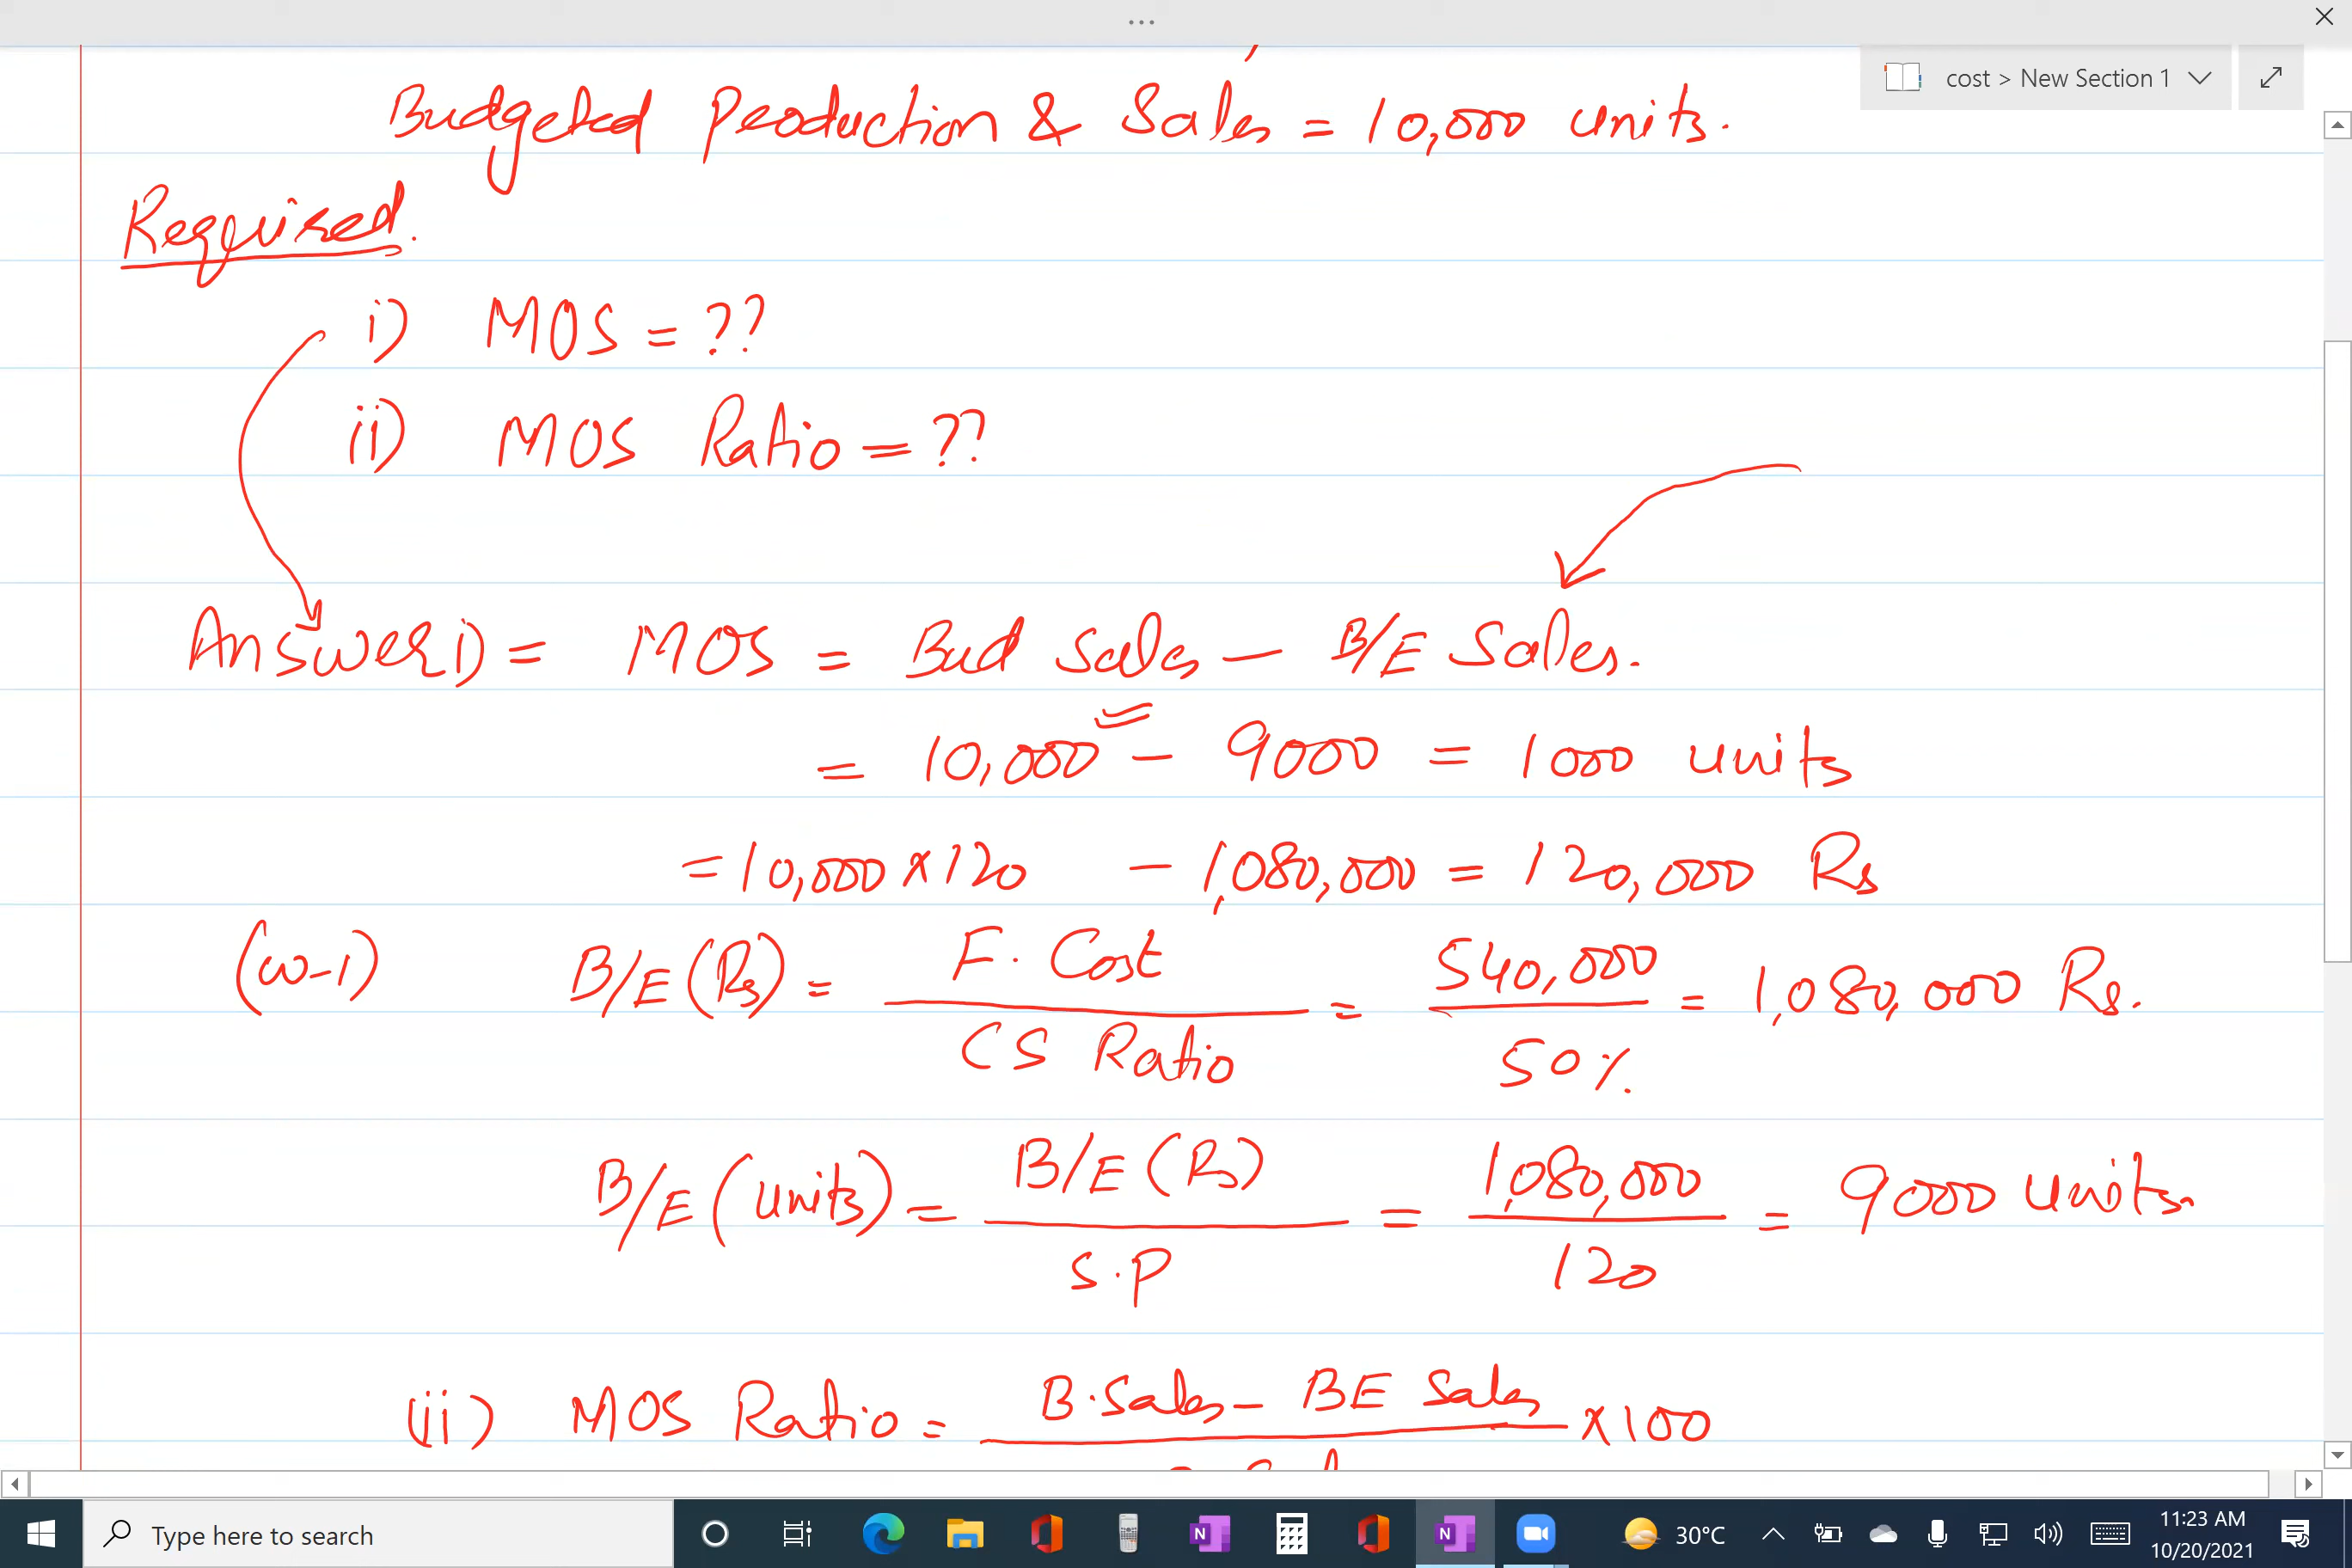 cost > New Section 1
Budgeted Production & Sales = 10,000 units.
Required.
i) MOS = ??
ii) MOS Ratio = ??
Answer i) = MOS = Bud Sales - B/E Sales.
= 10,000 - 9000 = 1000 units
= 10,000 x 120 - 1,080,000 = 120,000 Rs
(W-1) B/E (Rs) = F. Cost / CS Ratio = 540,000 / 50% = 1,080,000 Rs.
B/E (units) = B/E (Rs) / S.P = 1,080,000 / 120 = 9000 units.
(ii) MOS Ratio = B. Sales - BE Sales x 100
Type here to search
30°C
11:23 AM
10/20/2021